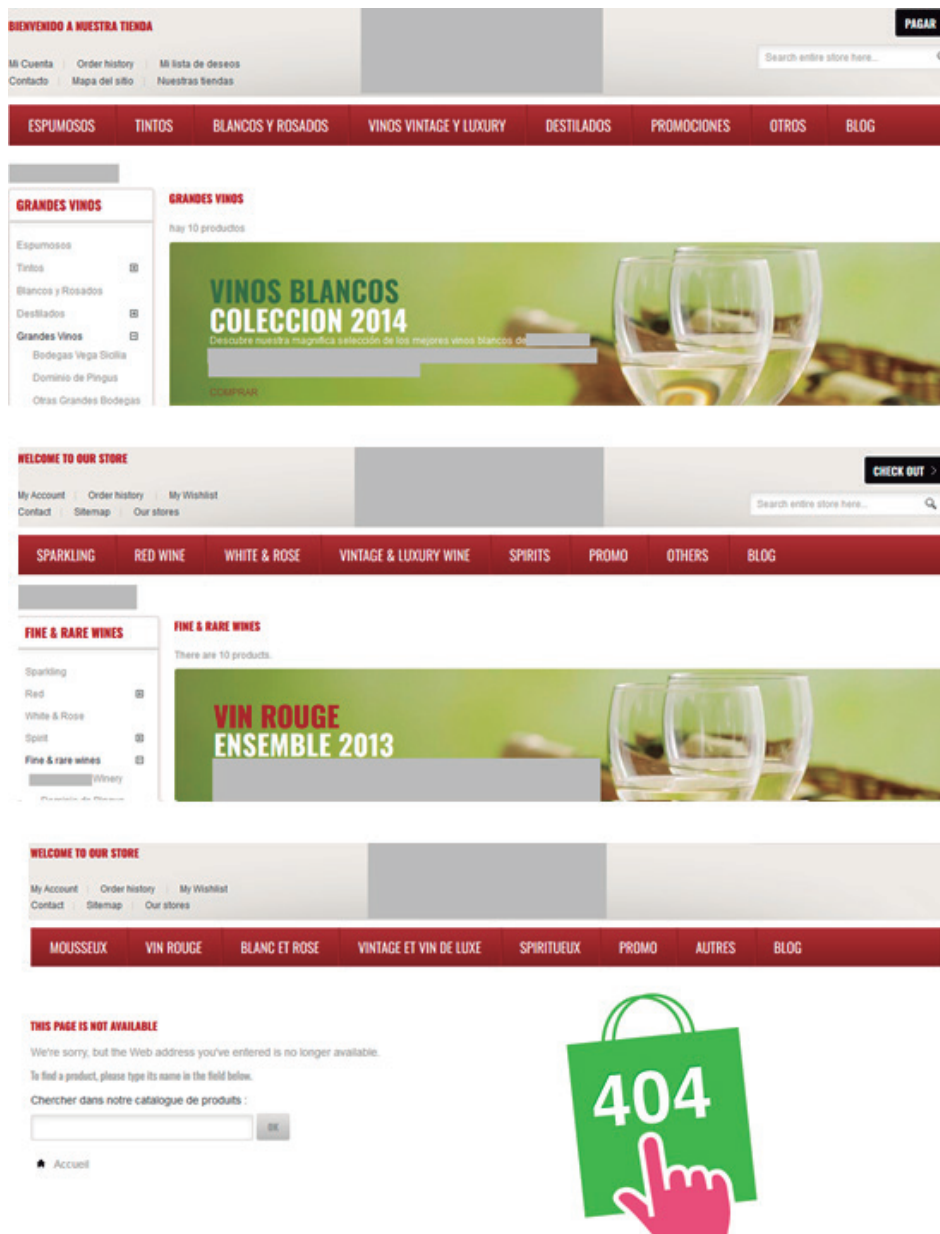 BIENVENIDO A NUESTRA TIENDA
PAGAR
Mi Cuenta Order history Mi lista de deseos
Search entire store here...
Contacto Mapa del sitio Nuestras tiendas
ESPUMOSOS TINTOS BLANCOS Y ROSADOS VINOS VINTAGE Y LUXURY DESTILADOS PROMOCIONES OTROS BLOG
GRANDES VINOS
Espumosos
Tintos
Blancos y Rosados
Destilados
Grandes Vinos
Bodegas Vega Sicilia
Dominio de Pingus
Otras Grandes Bodegas
GRANDES VINOS
hay 10 productos
VINOS BLANCOS
COLECCION 2014
Descubre nuestra magnifica selección de los mejores vinos blancos de
COMPRAR
WELCOME TO OUR STORE
CHECK OUT >
My Account Order history My Wishlist
Search entire store here...
Contact Sitemap Our stores
SPARKLING RED WINE WHITE & ROSE VINTAGE & LUXURY WINE SPIRITS PROMO OTHERS BLOG
FINE & RARE WINES
Sparkling
Red
White & Rose
Spirit
Fine & rare wines
Winery
Dominio de Pingus
FINE & RARE WINES
There are 10 products.
VIN ROUGE
ENSEMBLE 2013
WELCOME TO OUR STORE
My Account Order history My Wishlist
Contact Sitemap Our stores
MOUSSEUX VIN ROUGE BLANC ET ROSE VINTAGE ET VIN DE LUXE SPIRITUEUX PROMO AUTRES BLOG
THIS PAGE IS NOT AVAILABLE
We're sorry, but the Web address you've entered is no longer available.
To find a product, please type its name in the field below.
Chercher dans notre catalogue de produits :
OK
Accueil
404